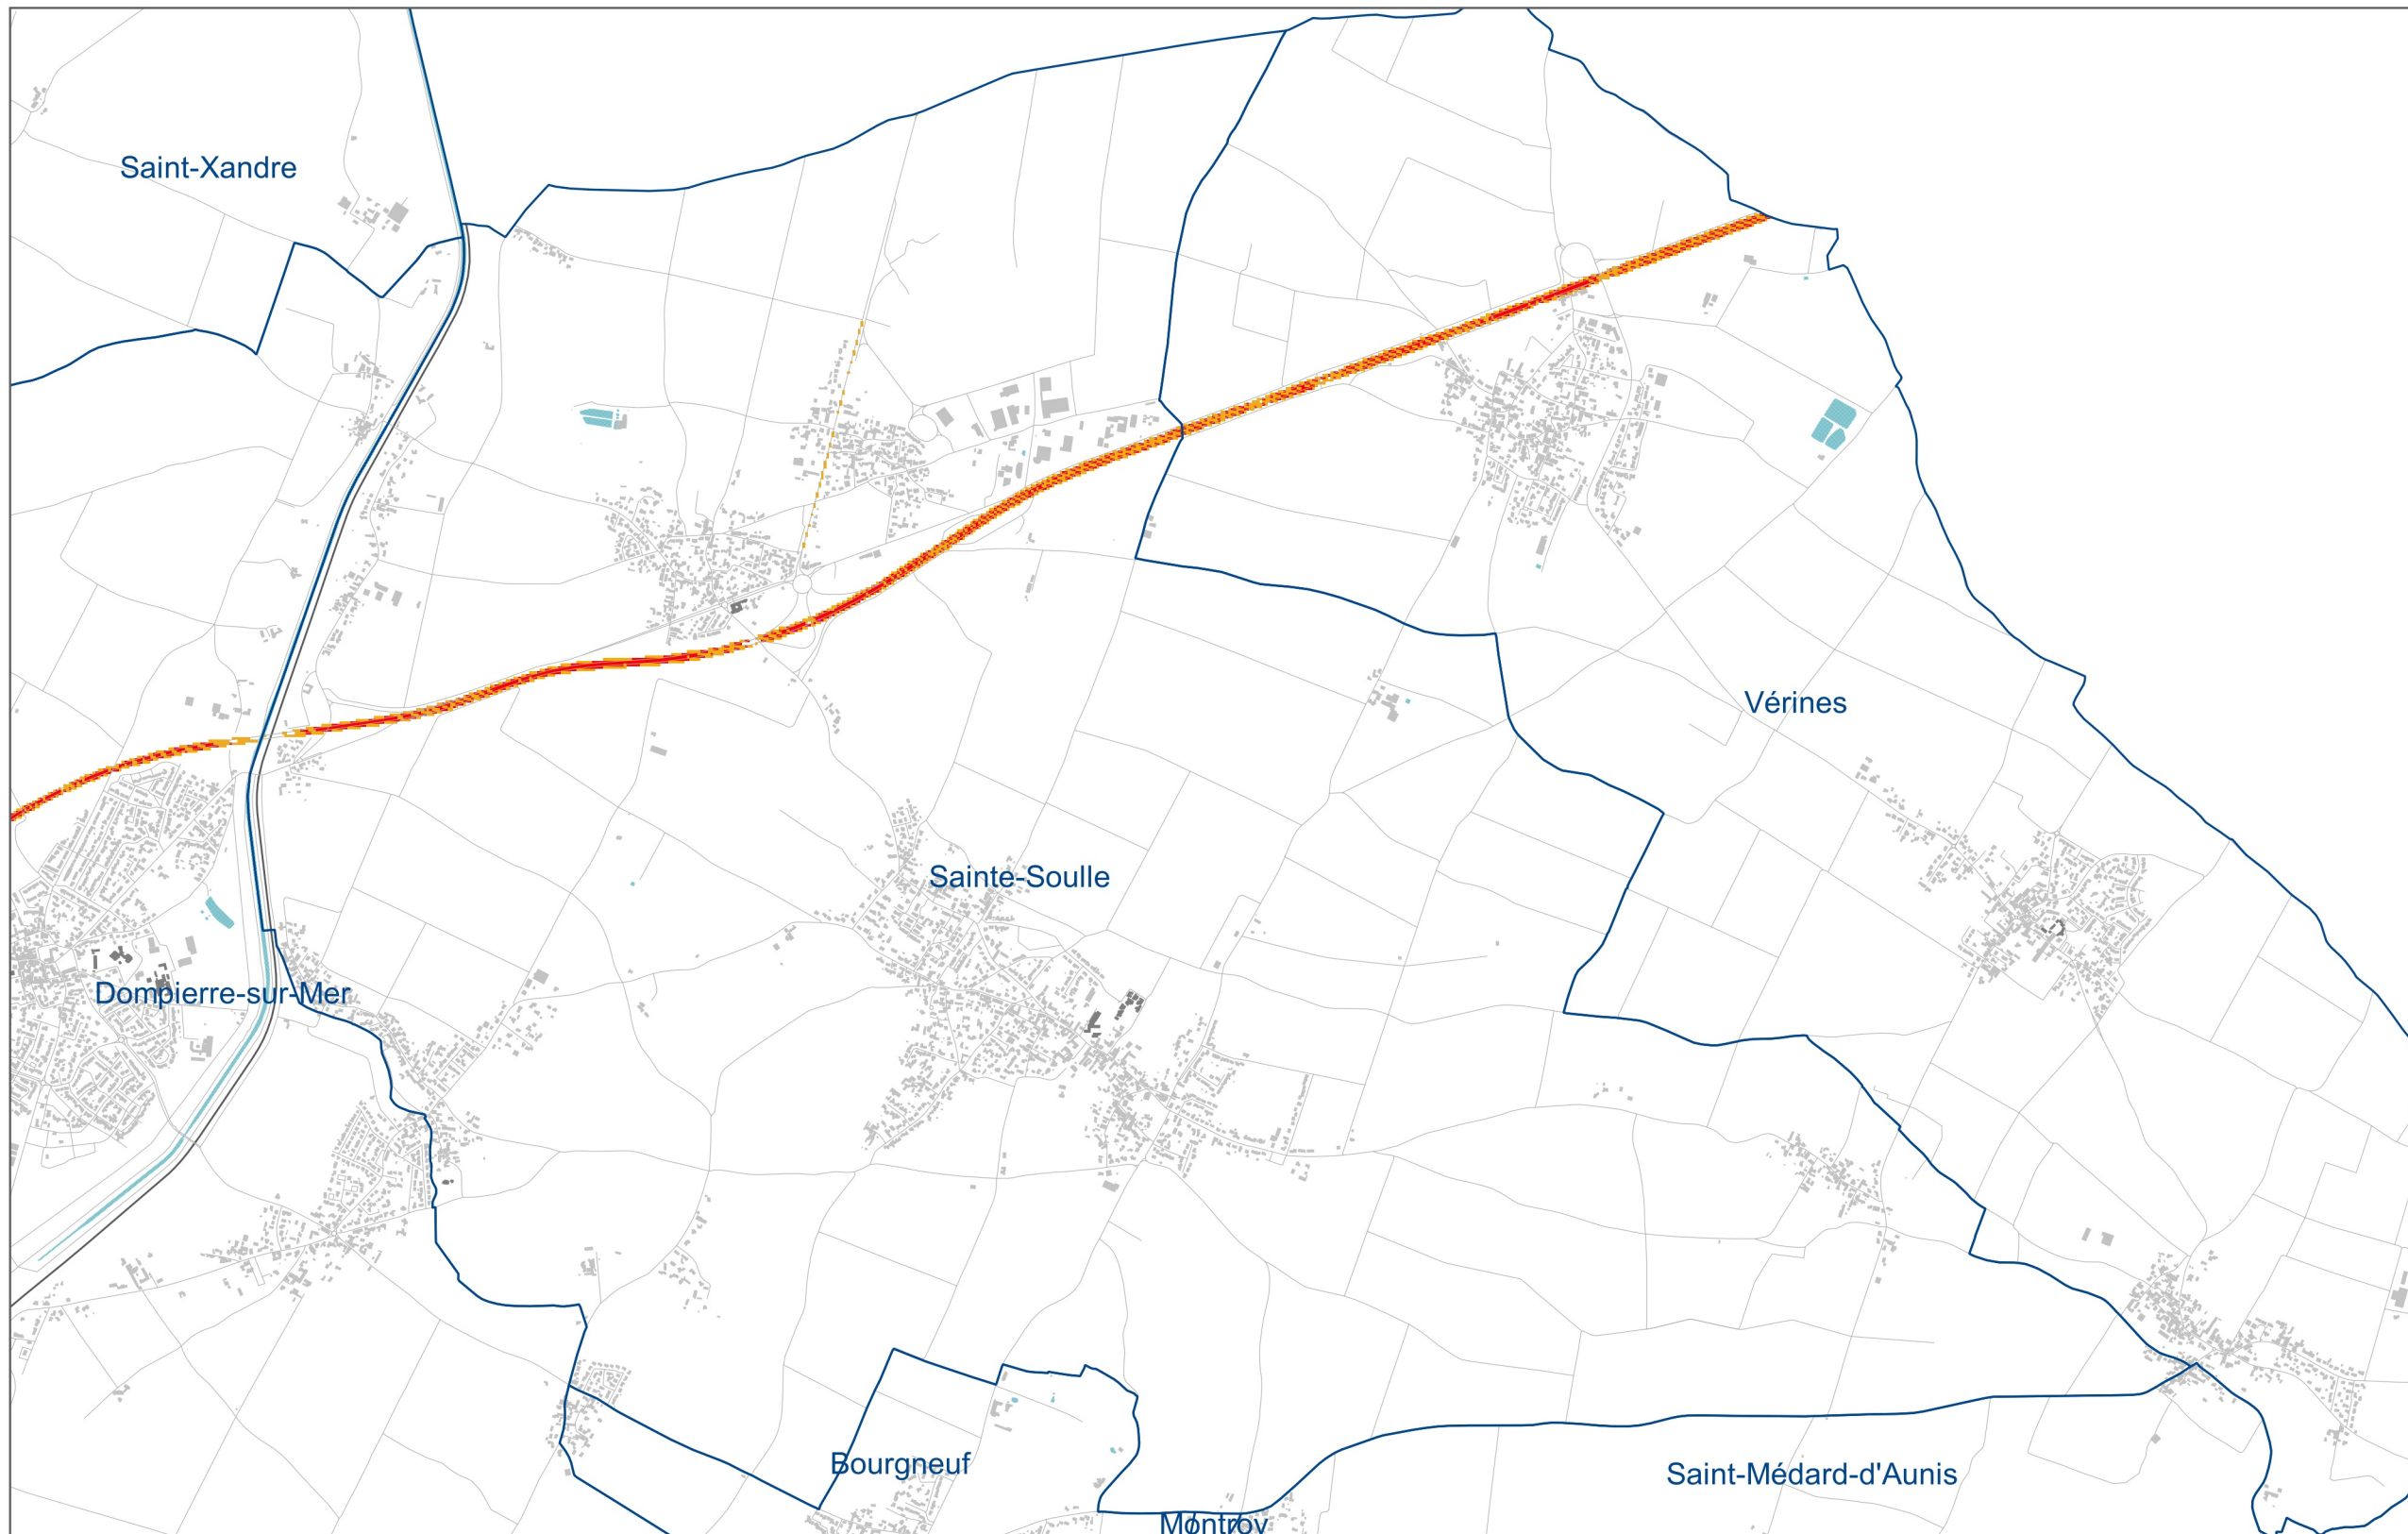 Saint-Xandre
Vérines
Sainte-Soulle
Dompierre-sur-Mer
Bourgneuf
Saint-Médard-d'Aunis
Montroy